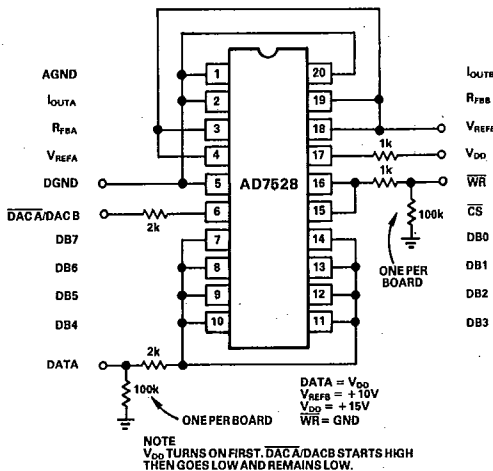 AGND 1 20 IOUTB
IOUTA 2 19 RFBB
RFBA 3 18 VREFB
VREFA 4 17 1k VDD
DGND 5 AD7528 16 1k WR
DAC A/DAC B 2k 6 15 100k CS
DB7 7 14 DB0
DB6 8 13 ONE PER BOARD DB1
DB5 9 12 DB2
DB4 10 11 DB3
DATA 2k
100k
ONE PER BOARD
DATA = VDD
VREFB = +10V
VDD = +15V
WR = GND
NOTE
VDD TURNS ON FIRST. DAC A/DACB STARTS HIGH
THEN GOES LOW AND REMAINS LOW.